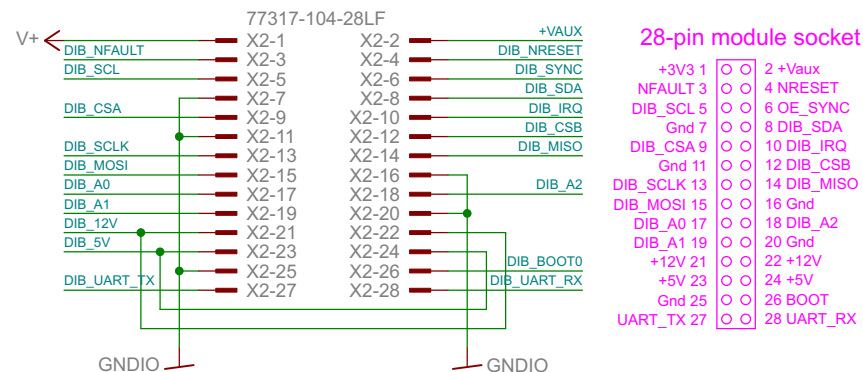 77317-104-28LF
V+ X2-1 X2-2 +VAUX
DIB_NFAULT X2-3 X2-4 DIB_NRESET
DIB_SCL X2-5 X2-6 DIB_SYNC
X2-7 X2-8 DIB_SDA
DIB_CSA X2-9 X2-10 DIB_IRQ
X2-11 X2-12 DIB_CSB
DIB_SCLK X2-13 X2-14 DIB_MISO
DIB_MOSI X2-15 X2-16
DIB_A0 X2-17 X2-18 DIB_A2
DIB_A1 X2-19 X2-20
DIB_12V X2-21 X2-22
DIB_5V X2-23 X2-24
X2-25 X2-26 DIB_BOOT0
DIB_UART_TX X2-27 X2-28 DIB_UART_RX
GNDIO GNDIO
28-pin module socket
+3V3 1 2 +Vaux
NFAULT 3 4 NRESET
DIB_SCL 5 6 OE_SYNC
Gnd 7 8 DIB_SDA
DIB_CSA 9 10 DIB_IRQ
Gnd 11 12 DIB_CSB
DIB_SCLK 13 14 DIB_MISO
DIB_MOSI 15 16 Gnd
DIB_A0 17 18 DIB_A2
DIB_A1 19 20 Gnd
+12V 21 22 +12V
+5V 23 24 +5V
Gnd 25 26 BOOT
UART_TX 27 28 UART_RX